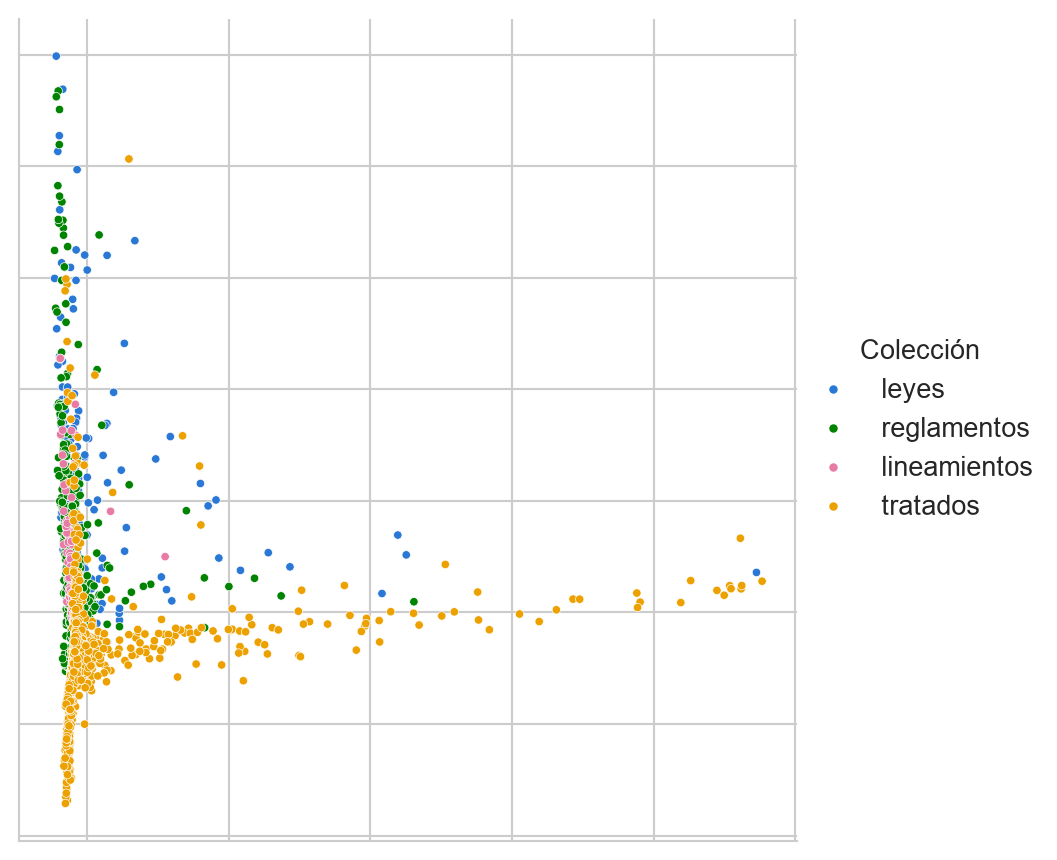 Colección
leyes
reglamentos
lineamientos
tratados